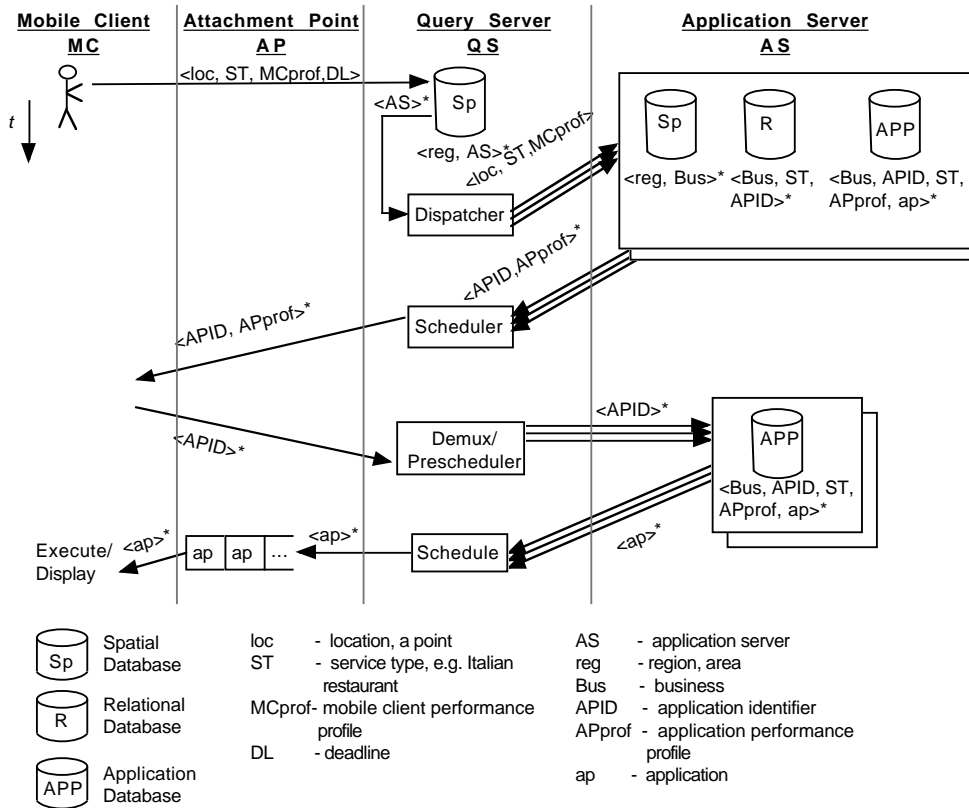 Mobile Client
MC
Attachment Point
AP
Query Server
QS
Application Server
AS
t
<loc, ST, MCprof,DL>
<AS>*
Sp
<reg, AS>*
<loc, ST,MCprof>
Dispatcher
Sp
R
APP
<reg, Bus>*
<Bus, ST,
APID>*
<Bus, APID, ST,
APprof, ap>*
<APID,APprof>*
Scheduler
<APID, APprof>*
<APID>*
Demux/
Prescheduler
<APID>*
APP
<Bus, APID, ST,
APprof, ap>*
<ap>*
Schedule
<ap>*
ap
ap
...
<ap>*
Execute/
Display
Sp
Spatial
Database
R
Relational
Database
APP
Application
Database
loc - location, a point
ST - service type, e.g. Italian
restaurant
MCprof- mobile client performance
profile
DL - deadline
AS - application server
reg - region, area
Bus - business
APID - application identifier
APprof - application performance
profile
ap - application